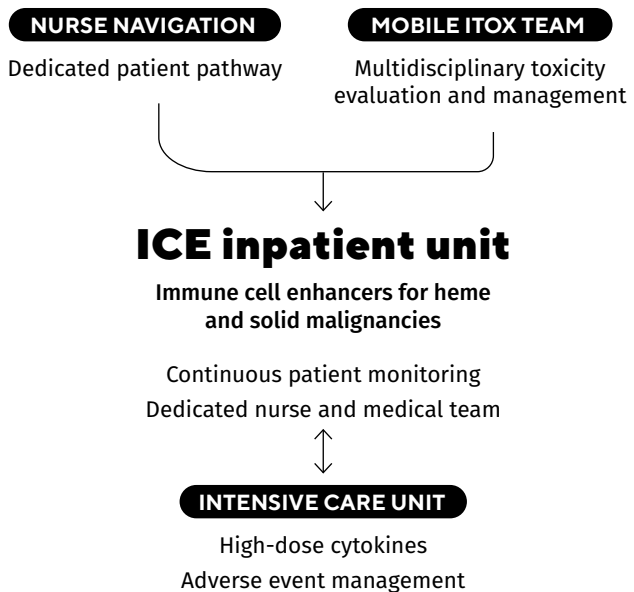 NURSE NAVIGATION
Dedicated patient pathway
MOBILE ITOX TEAM
Multidisciplinary toxicity
evaluation and management
ICE inpatient unit
Immune cell enhancers for heme
and solid malignancies
Continuous patient monitoring
Dedicated nurse and medical team
INTENSIVE CARE UNIT
High-dose cytokines
Adverse event management